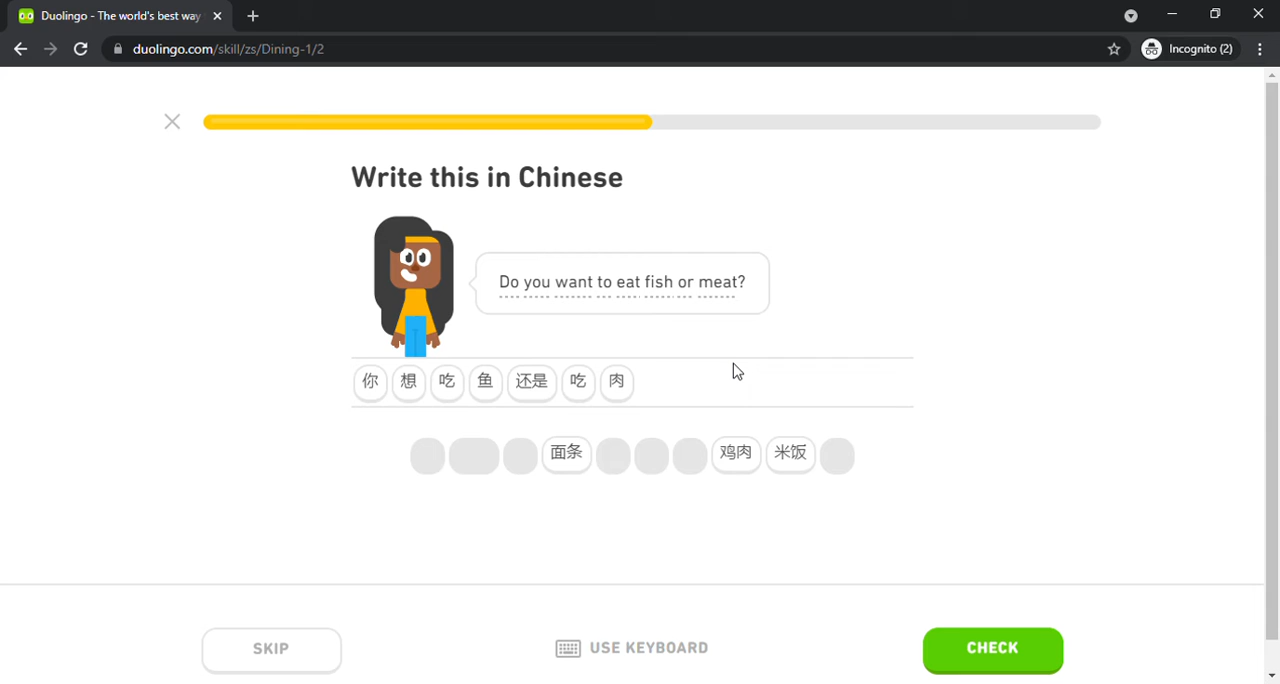 Duolingo - The world's best way
duolingo.com/skill/zs/Dining-1/2
Incognito (2)
Write this in Chinese
Do you want to eat fish or meat?
你 想 吃 鱼 还是 吃 肉
面条 鸡肉 米饭
SKIP
USE KEYBOARD
CHECK